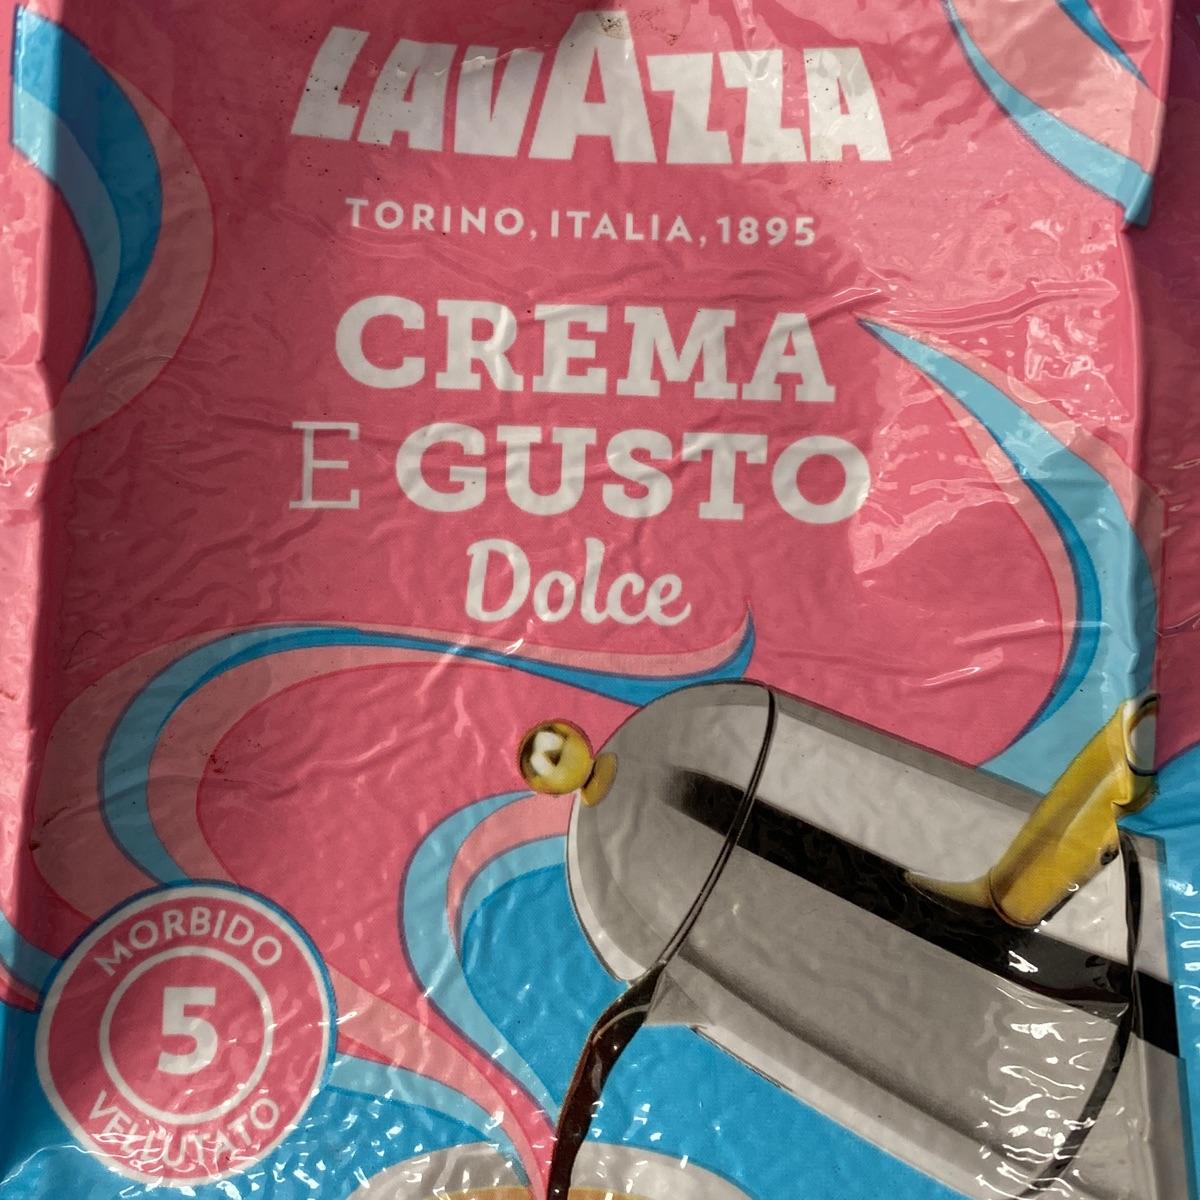 LAVAZZA
TORINO, ITALIA, 1895
CREMA
E GUSTO
Dolce
MORBIDO
5
VELLUTATO